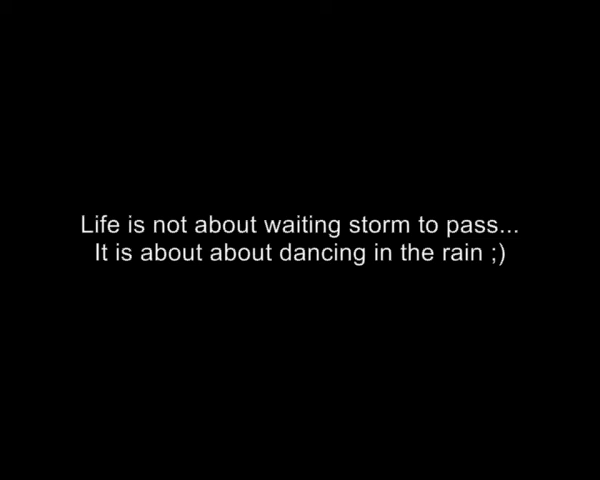 Life is not about waiting storm to pass...
It is about about dancing in the rain ;)